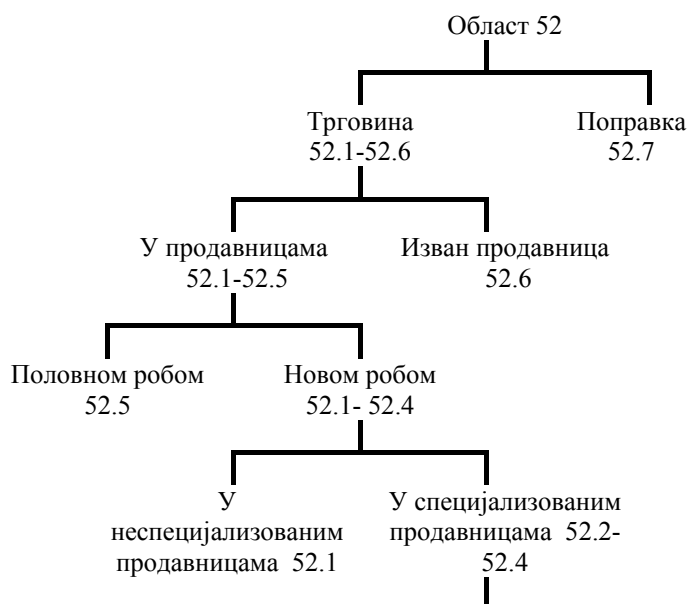 Област 52
Трговина
52.1-52.6
Поправка
52.7
У продавницама
52.1-52.5
Изван продавница
52.6
Половном робом
52.5
Новом робом
52.1- 52.4
У
неспецијализованим
продавницама 52.1
У специјализованим
продавницама 52.2-
52.4